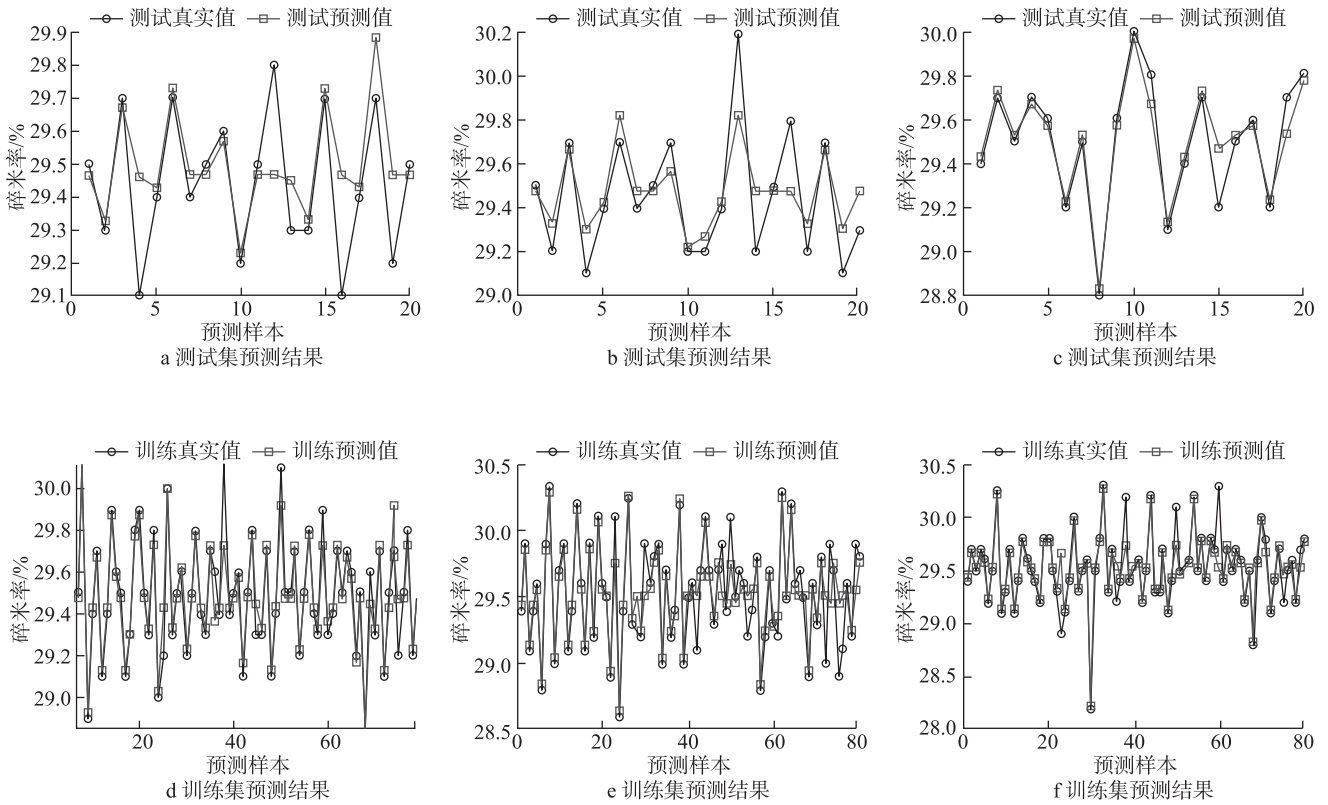 测试真实值 测试预测值
29.9
29.8
29.7
29.6
29.5
29.4
29.3
29.2
29.1
碎米率/%
0 5 10 15 20
预测样本
a 测试集预测结果
测试真实值 测试预测值
30.2
30.0
29.8
29.6
29.4
29.2
29.0
碎米率/%
0 5 10 15 20
预测样本
b 测试集预测结果
测试真实值 测试预测值
30.0
29.8
29.6
29.4
29.2
29.0
28.8
碎米率/%
0 5 10 15 20
预测样本
c 测试集预测结果
训练真实值 训练预测值
30.0
29.8
29.6
29.4
29.2
29.0
碎米率/%
20 40 60
预测样本
d 训练集预测结果
训练真实值 训练预测值
30.5
30.0
29.5
29.0
28.5
碎米率/%
0 20 40 60 80
预测样本
e 训练集预测结果
训练真实值 训练预测值
30.5
30.0
29.5
29.0
28.5
28.0
碎米率/%
0 20 40 60 80
预测样本
f 训练集预测结果